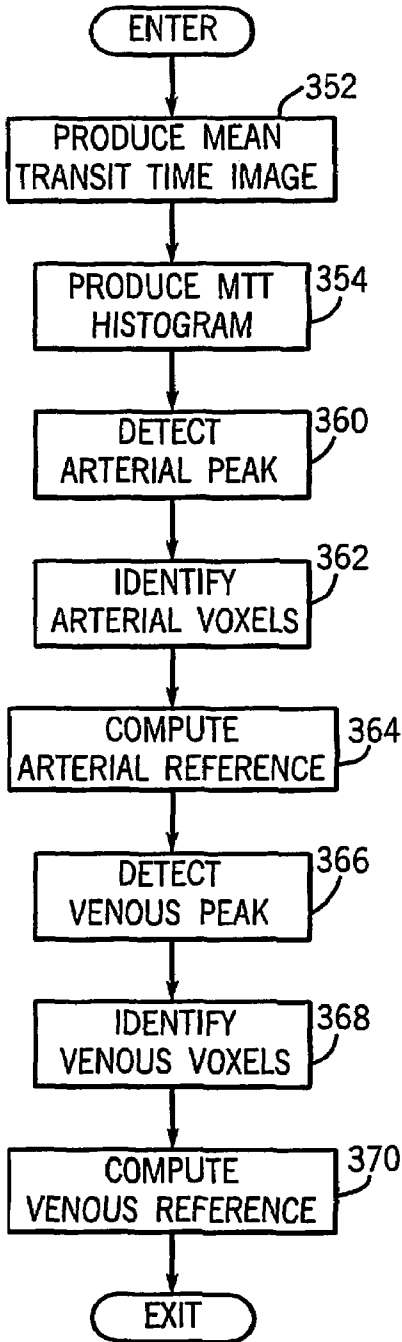 ENTER
352
PRODUCE MEAN
TRANSIT TIME IMAGE
PRODUCE MTT
HISTOGRAM
354
DETECT
ARTERIAL PEAK
360
IDENTIFY
ARTERIAL VOXELS
362
COMPUTE
ARTERIAL REFERENCE
364
DETECT
VENOUS PEAK
366
IDENTIFY
VENOUS VOXELS
368
COMPUTE
VENOUS REFERENCE
370
EXIT